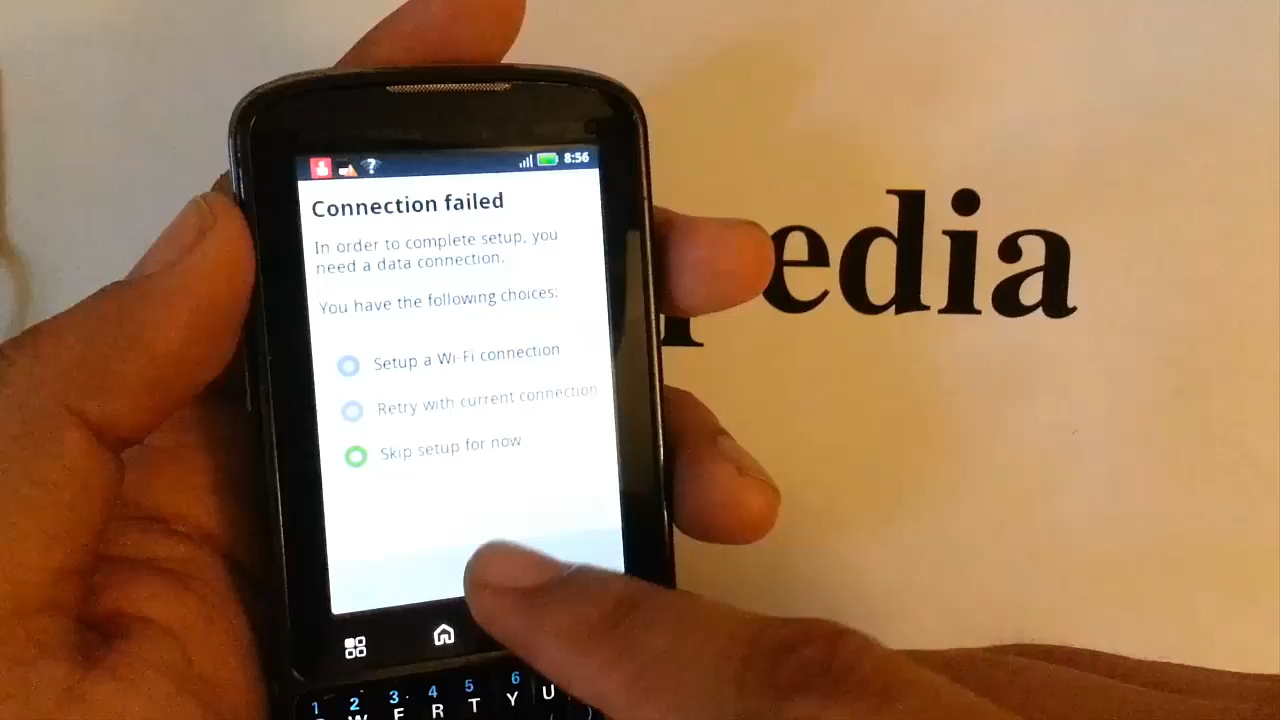 8:56
Connection failed
In order to complete setup, you
need a data connection.
You have the following choices:
Setup a Wi-Fi connection
Retry with current connection
Skip setup for now
edia
1 2 3 4 5 6
E R T Y U